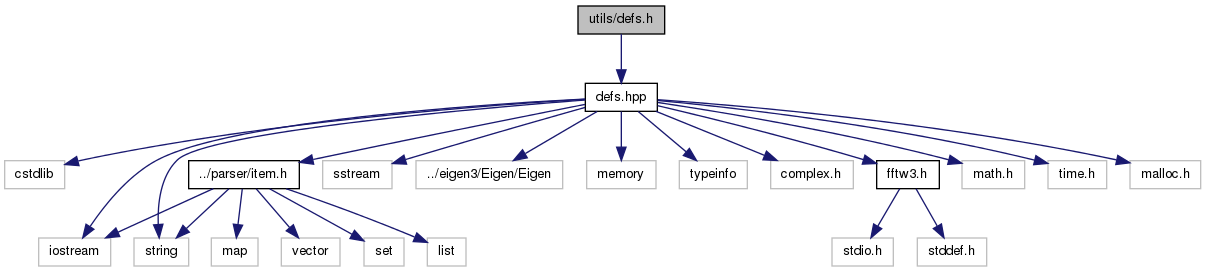 utils/defs.h
defs.hpp
cstdlib
../parser/item.h
sstream
../eigen3/Eigen/Eigen
memory
typeinfo
complex.h
fftw3.h
math.h
time.h
malloc.h
iostream
string
map
vector
set
list
stdio.h
stddef.h